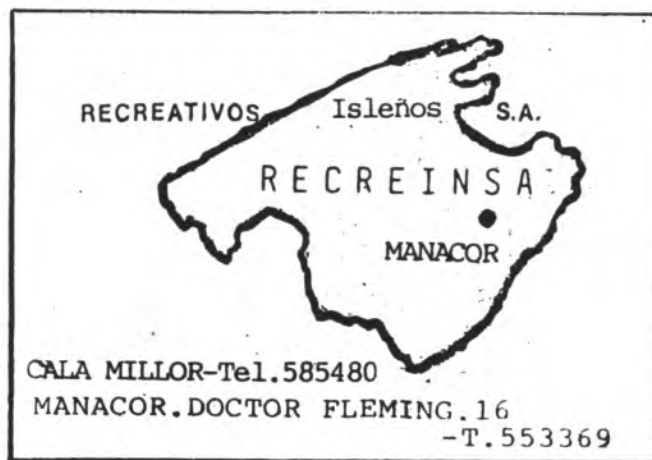 RECREATIVOS Isleños S.A.
RECREINSA
MANACOR
CALA MILLOR-Tel.585480
MANACOR.DOCTOR FLEMING.16
-T.553369